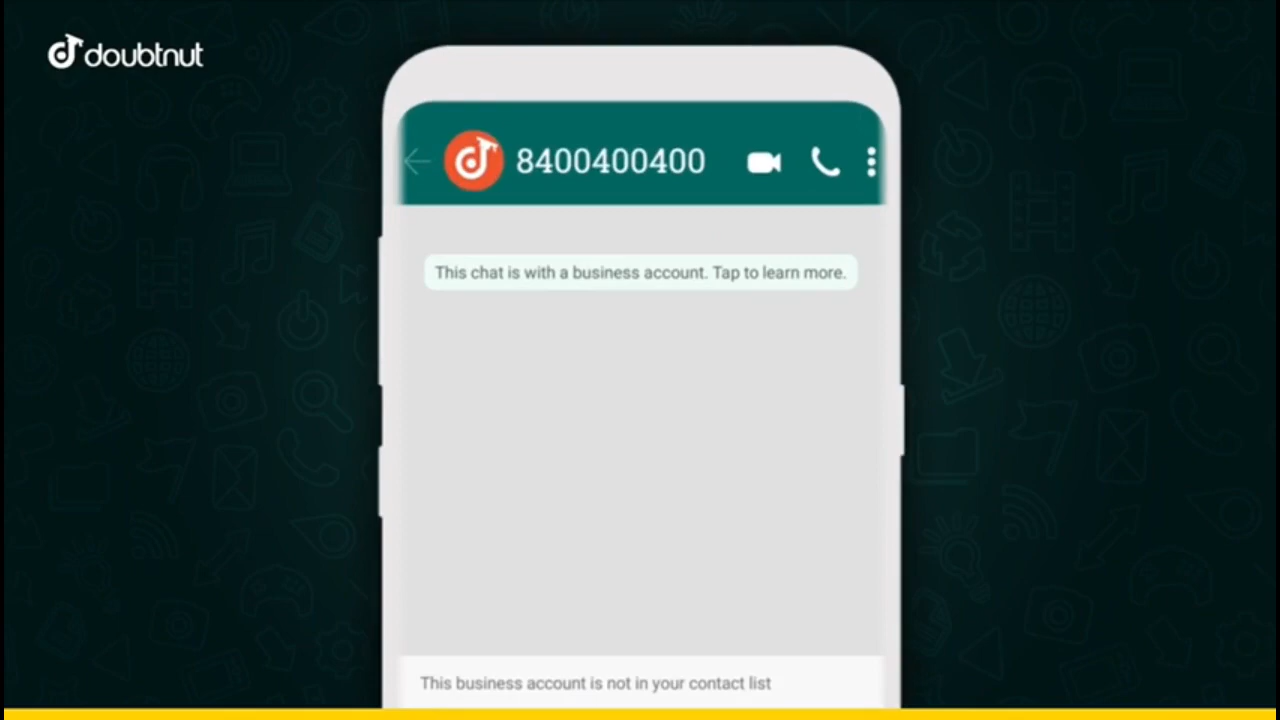 doubtnut
8400400400
This chat is with a business account. Tap to learn more.
This business account is not in your contact list